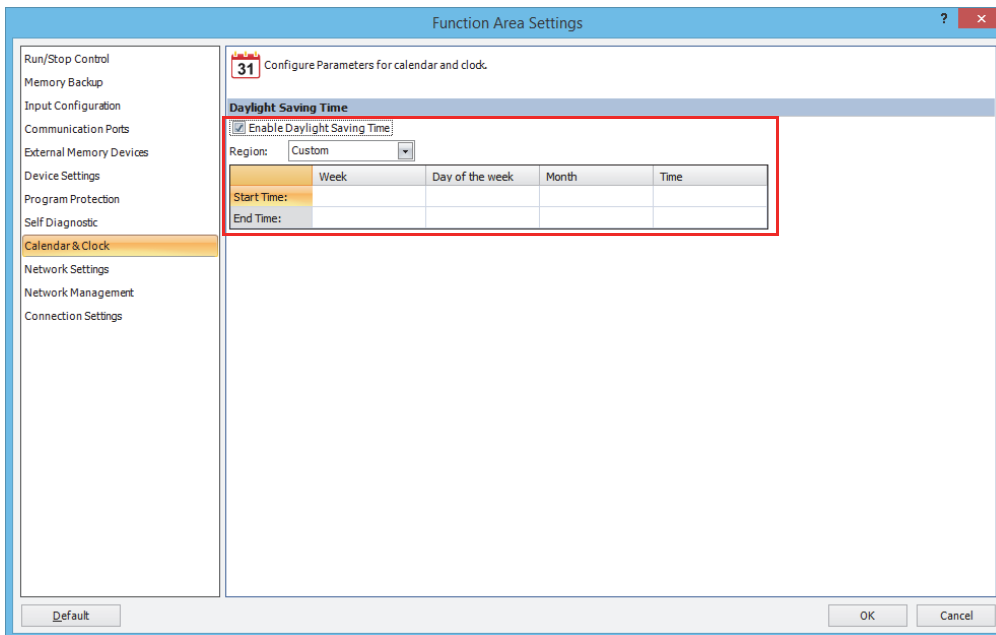 Function Area Settings
?
Run/Stop Control
Memory Backup
Input Configuration
Communication Ports
External Memory Devices
Device Settings
Program Protection
Self Diagnostic
Calendar & Clock
Network Settings
Network Management
Connection Settings
31 Configure Parameters for calendar and clock.
Daylight Saving Time
Enable Daylight Saving Time
Region: Custom
Week Day of the week Month Time
Start Time:
End Time:
Default OK Cancel